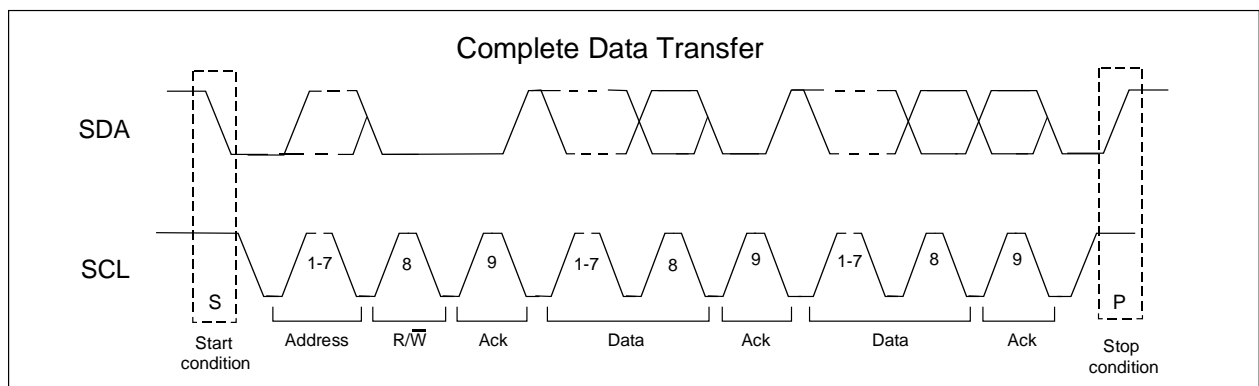 Complete Data Transfer
SDA
SCL
1-7
8
9
1-7
8
9
1-7
8
9
S
P
Start
condition
Address
R/W̅
Ack
Data
Ack
Data
Ack
Stop
condition